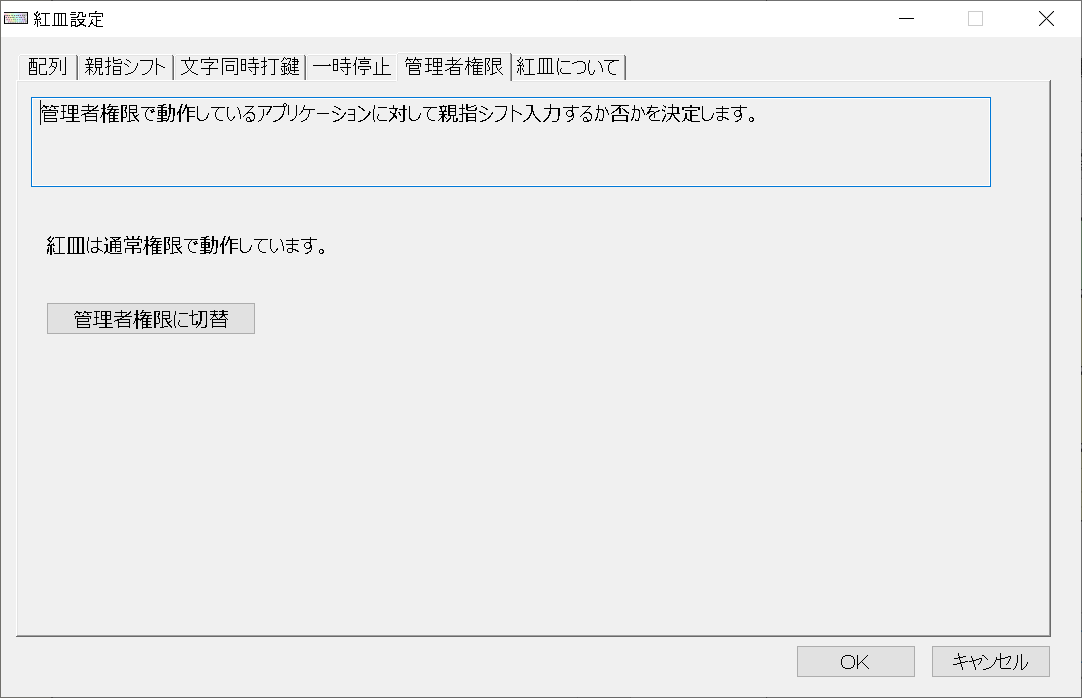 紅皿設定
配列 親指シフト 文字同時打鍵 一時停止 管理者権限 紅皿について
管理者権限で動作しているアプリケーションに対して親指シフト入力するか否かを決定します。
紅皿は通常権限で動作しています。
管理者権限に切替
OK キャンセル